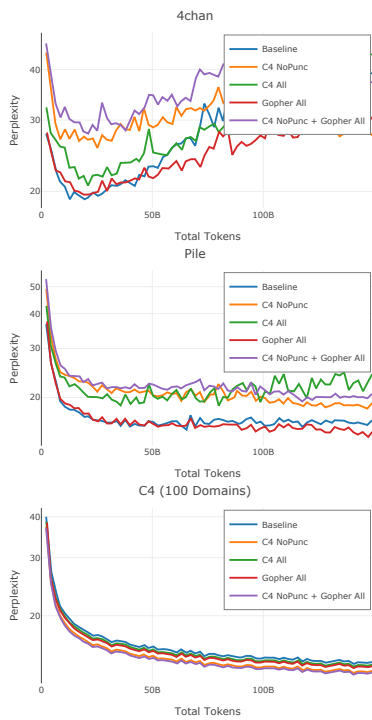 4chan
Baseline
C4 NoPunc
C4 All
Gopher All
C4 NoPunc + Gopher All
Perplexity
40
30
20
0
50B
100B
Total Tokens
Pile
Baseline
C4 NoPunc
C4 All
Gopher All
C4 NoPunc + Gopher All
Perplexity
50
40
30
20
0
50B
100B
Total Tokens
C4 (100 Domains)
Baseline
C4 NoPunc
C4 All
Gopher All
C4 NoPunc + Gopher All
Perplexity
40
30
20
0
50B
100B
Total Tokens